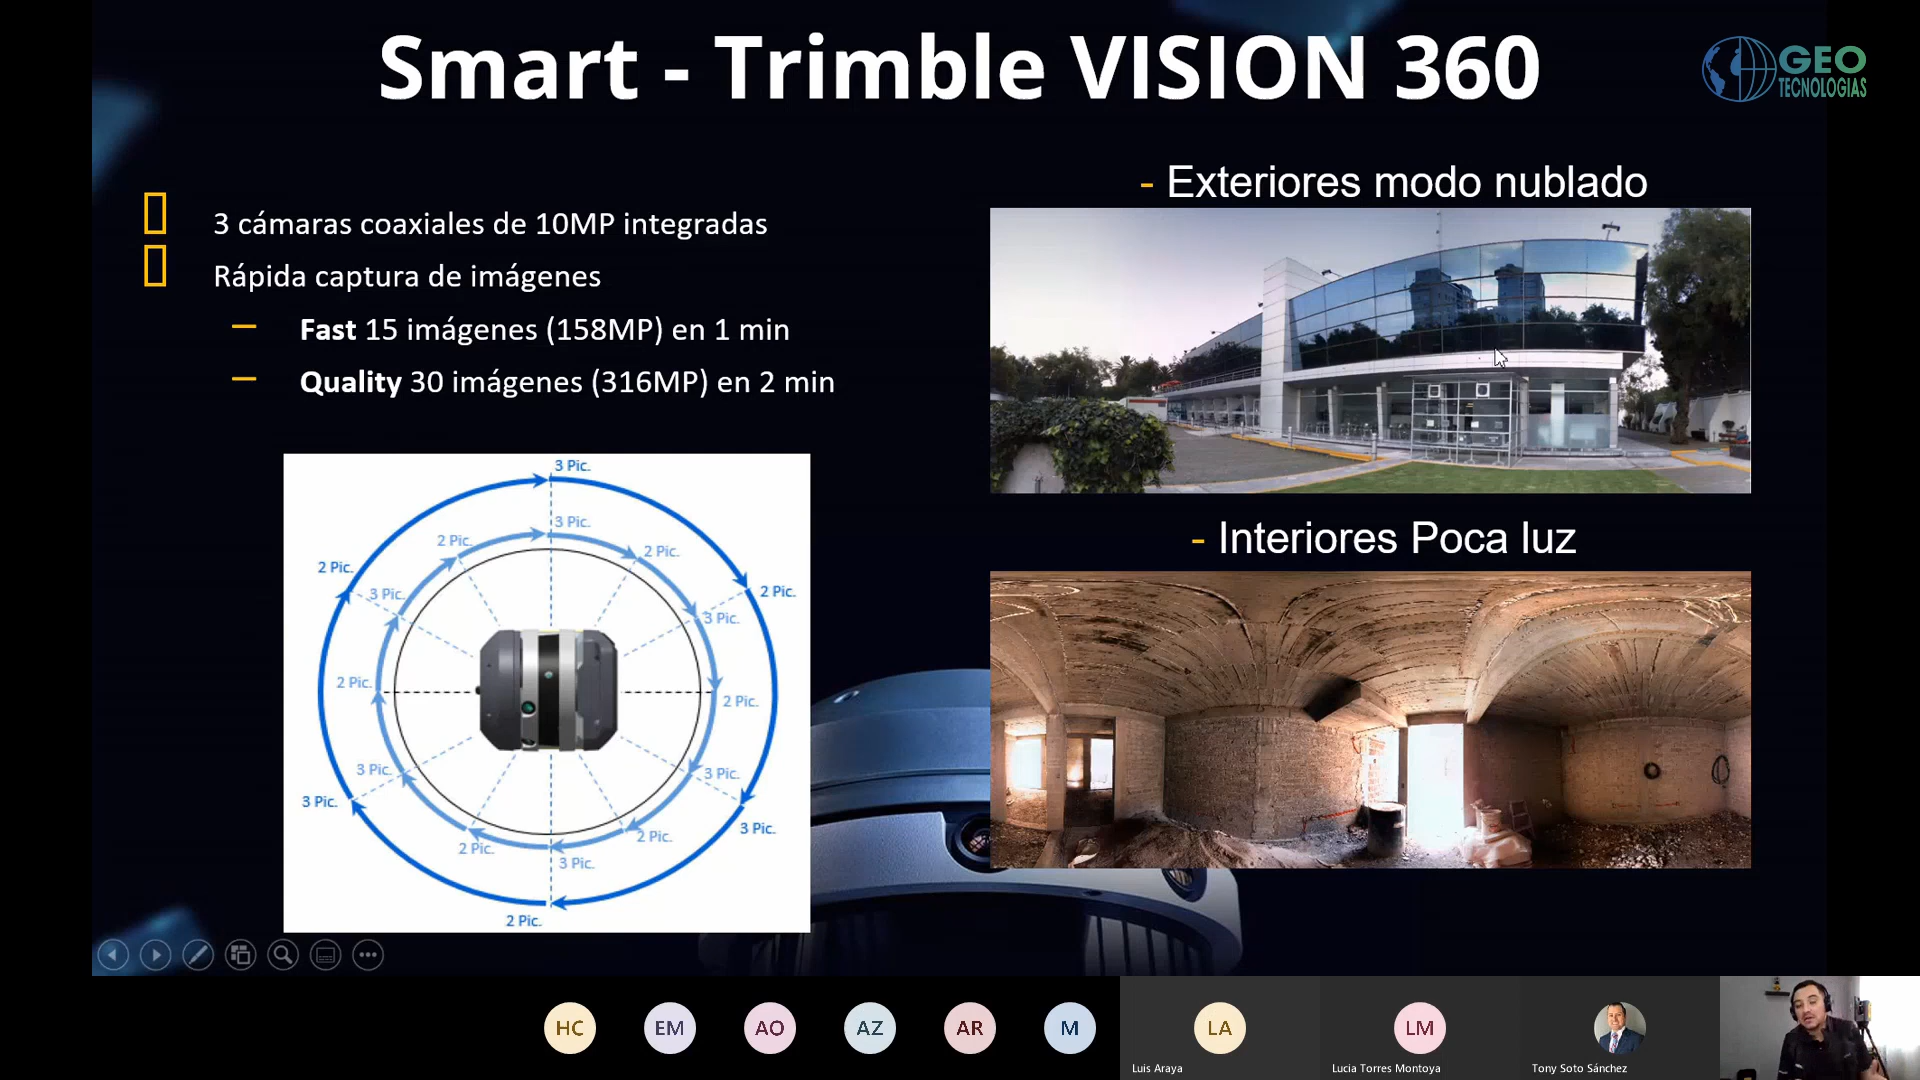 Smart - Trimble VISION 360
GEO
TECNOLOGIAS
3 cámaras coaxiales de 10MP integradas
Rápida captura de imágenes
– Fast 15 imágenes (158MP) en 1 min
– Quality 30 imágenes (316MP) en 2 min
- Exteriores modo nublado
- Interiores Poca luz
3 Pic.
3 Pic.
2 Pic.
2 Pic.
2 Pic.
2 Pic.
3 Pic.
3 Pic.
2 Pic.
2 Pic.
3 Pic.
3 Pic.
3 Pic.
3 Pic.
2 Pic.
2 Pic.
3 Pic.
2 Pic.
HC
EM
AO
AZ
AR
M
LA
LM
Luis Araya
Lucia Torres Montoya
Tony Soto Sánchez